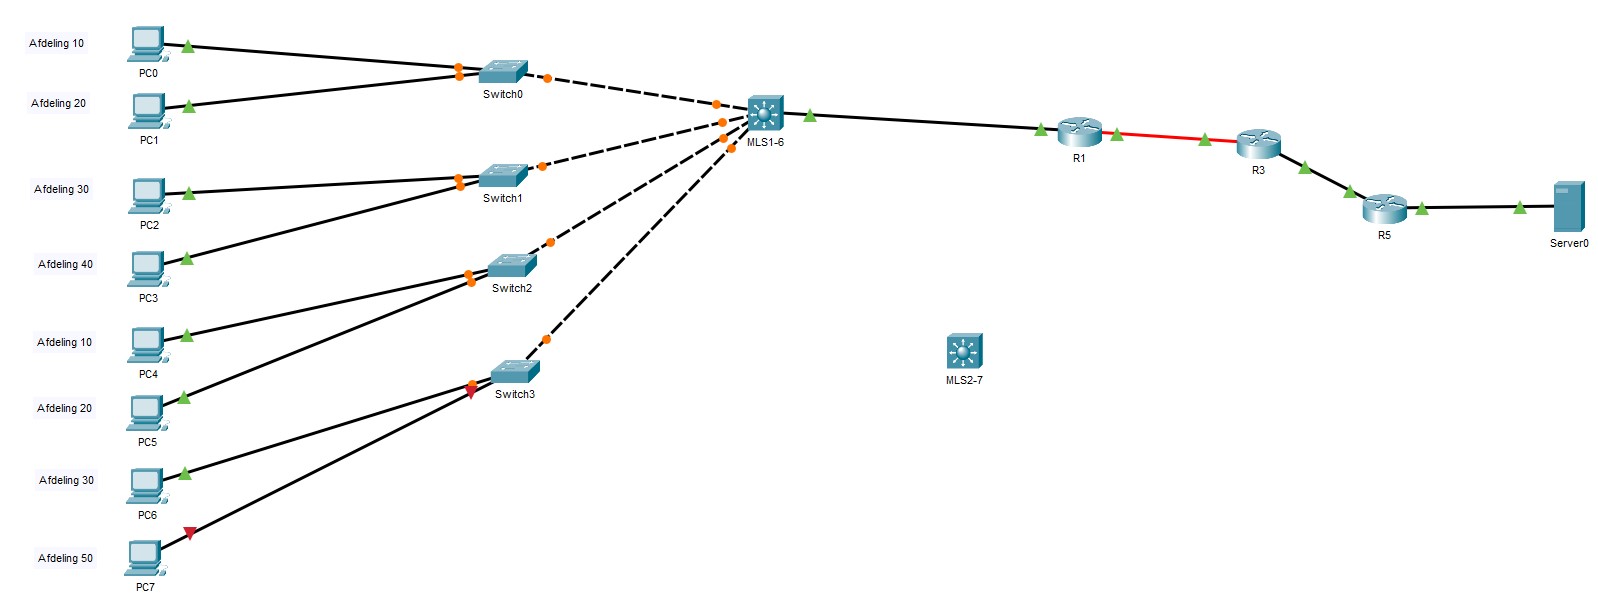 Afdeling 10
PC0
Afdeling 20
PC1
Switch0
MLS1-6
R1
R3
Afdeling 30
PC2
Switch1
R5
Server0
Afdeling 40
PC3
Switch2
Afdeling 10
PC4
MLS2-7
Switch3
Afdeling 20
PC5
Afdeling 30
PC6
Afdeling 50
PC7